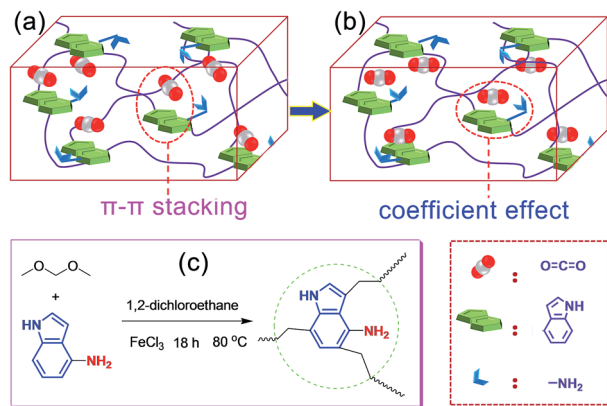 (a)
(b)
π-π stacking
coefficient effect
(c)
O O
+
HN
NH₂
1,2-dichloroethane
FeCl₃ 18 h 80 °C
HN
NH₂
: O=C=O
: NH
: –NH₂